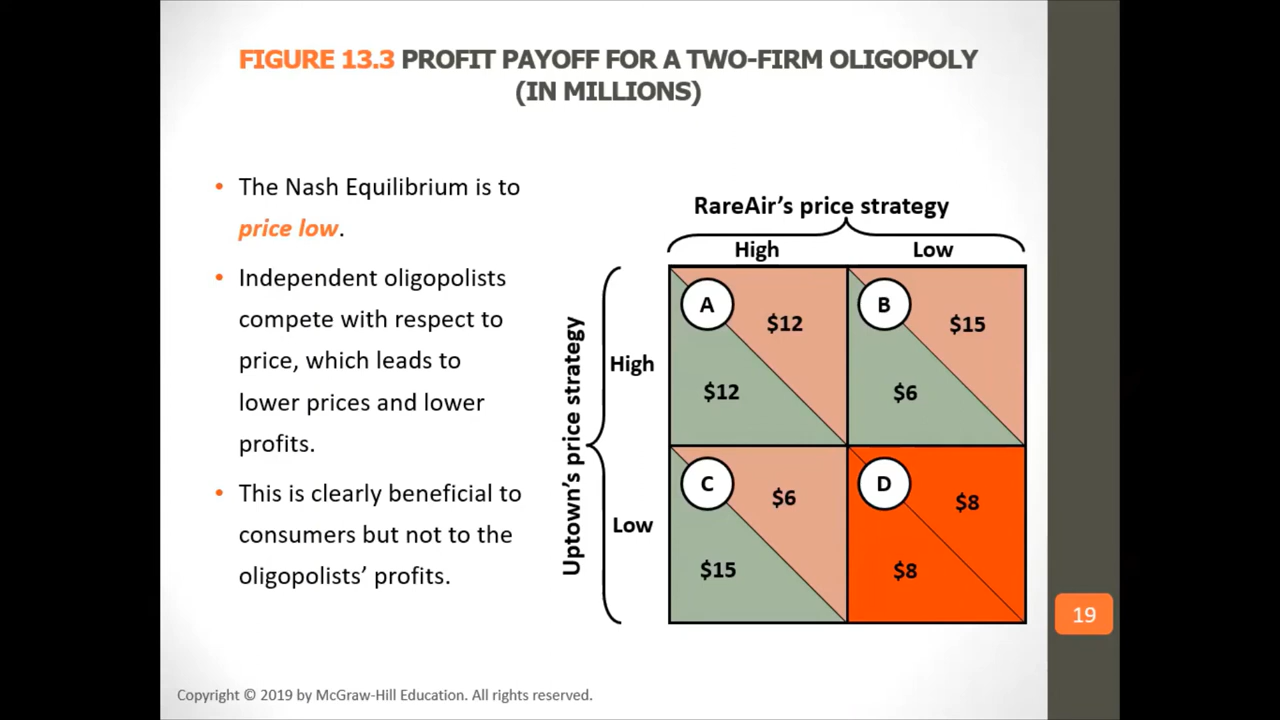 FIGURE 13.3 PROFIT PAYOFF FOR A TWO-FIRM OLIGOPOLY
(IN MILLIONS)
• The Nash Equilibrium is to
price low.
• Independent oligopolists
compete with respect to
price, which leads to
lower prices and lower
profits.
• This is clearly beneficial to
consumers but not to the
oligopolists’ profits.
RareAir’s price strategy
High Low
Uptown’s price strategy
High
A $12 B $15
$12 $6
Low
C $6 D $8
$15 $8
19
Copyright © 2019 by McGraw-Hill Education. All rights reserved.